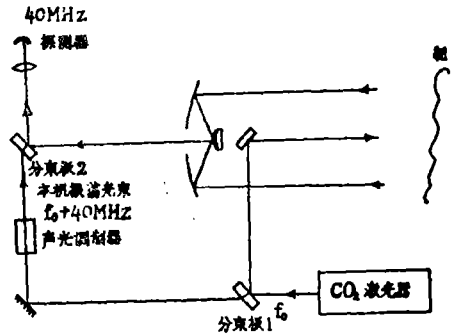 40MHz
探测器
靶
分束板2
本机振荡光束
f₀+40MHz
声光调制器
CO₂ 激光器
分束板1
f₀